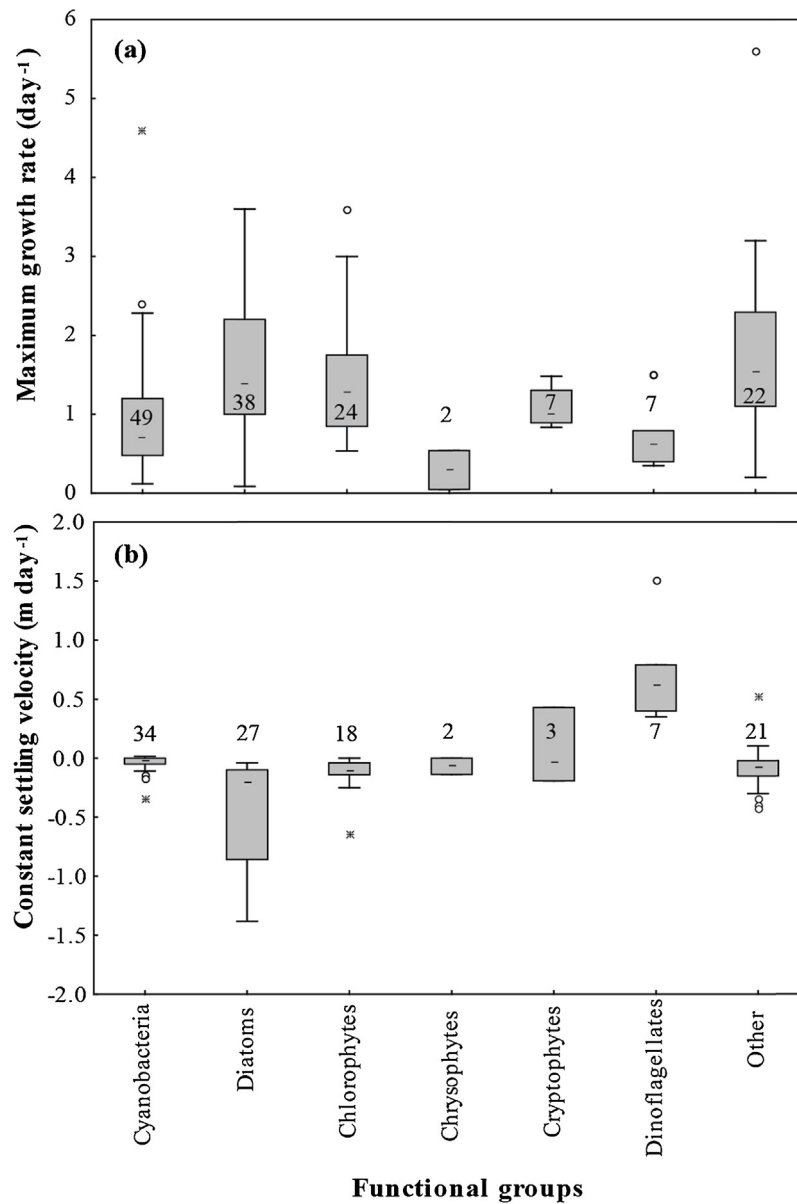 (a)
Maximum growth rate (day-1)
6
5
4
3
2
1
0
49
38
24
2
7
7
22
(b)
Constant settling velocity (m day-1)
2.0
1.5
1.0
0.5
0.0
-0.5
-1.0
-1.5
-2.0
34
27
18
2
3
7
21
Cyanobacteria
Diatoms
Chlorophytes
Chrysophytes
Cryptophytes
Dinoflagellates
Other
Functional groups